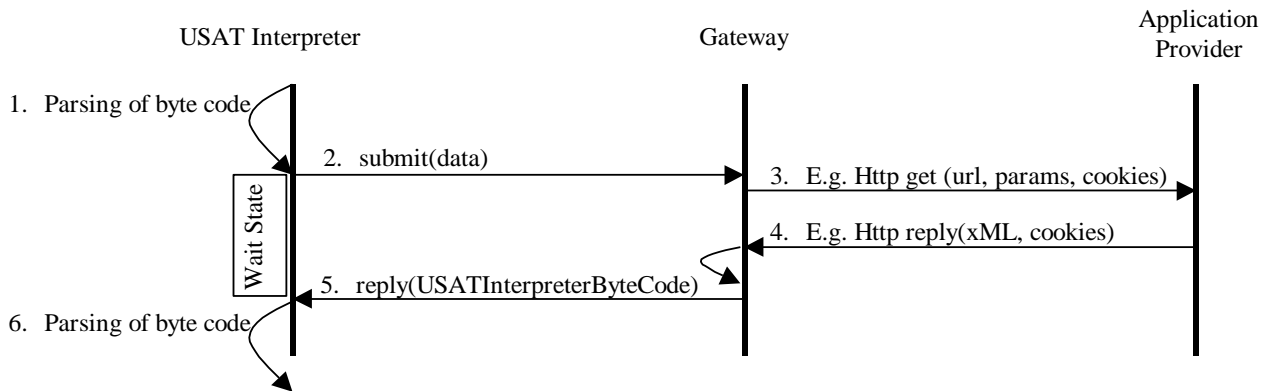 USAT Interpreter
Gateway
Application
Provider
1. Parsing of byte code
2. submit(data)
3. E.g. Http get (url, params, cookies)
Wait State
4. E.g. Http reply(xML, cookies)
5. reply(USATInterpreterByteCode)
6. Parsing of byte code